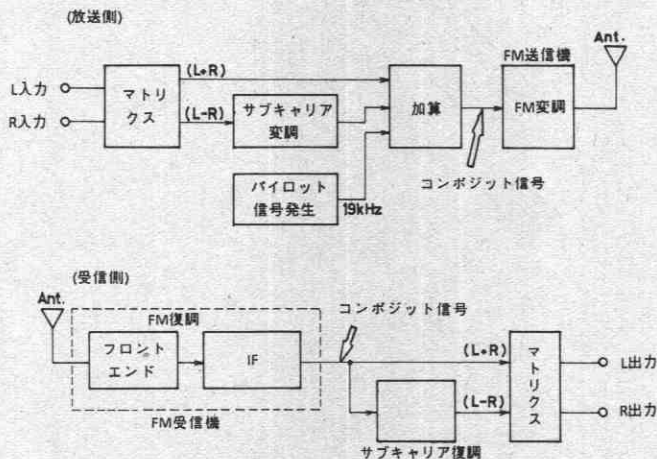 (放送側)
Ant.
FM送信機
L入力
R入力
マトリ
クス
(L+R)
(L-R)
サブキャリア
変調
パイロット
信号発生
19kHz
加算
コンポジット信号
FM変調
(受信側)
Ant.
FM復調
フロント
エンド
IF
FM受信機
コンポジット信号
(L+R)
(L-R)
サブキャリア復調
マトリクス
L出力
R出力